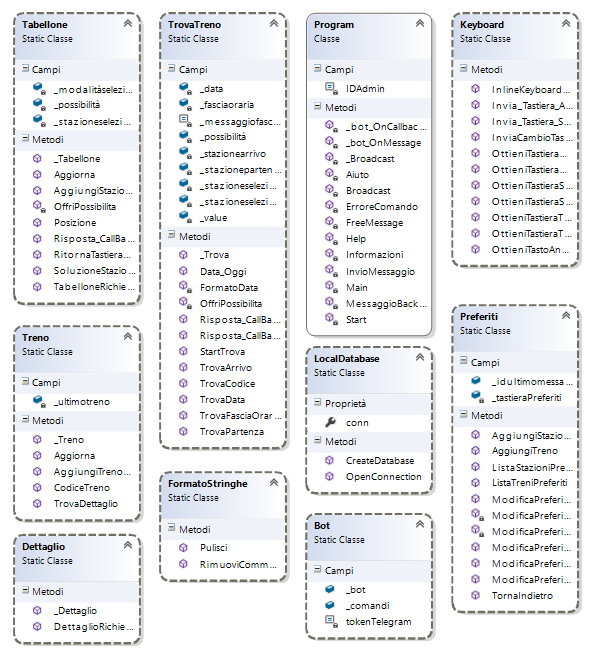 Tabellone
Static Classe
Campi
_modalitàselezi...
_possibilità
_stazioneselezi...
Metodi
_Tabellone
Aggiorna
AggiungiStazio...
OffriPossibilita
Posizione
Risposta_CallBa...
RitornaTastiera...
SoluzioneStazio...
TabelloneRichie...
Treno
Static Classe
Campi
_ultimotreno
Metodi
_Treno
Aggiorna
AggiungiTreno...
CodiceTreno
TrovaDettaglio
Dettaglio
Static Classe
Metodi
_Dettaglio
DettaglioRichie...
TrovaTreno
Static Classe
Campi
_data
_fasciaoraria
_messaggiofasc...
_possibilità
_stazionearrivo
_stazioneparten...
_stazioneselezi...
_stazioneselezi...
_value
Metodi
_Trova
Data_Oggi
FormatoData
OffriPossibilita
Risposta_CallBa...
Risposta_CallBa...
StartTrova
TrovaArrivo
TrovaCodice
TrovaData
TrovaFasciaOrar...
TrovaPartenza
FormatoStringhe
Static Classe
Metodi
Pulisci
RimuoviComm...
Program
Classe
Campi
IDAdmin
Metodi
_bot_OnCallbac...
_bot_OnMessage
_Broadcast
Aiuto
Broadcast
ErroreComando
FreeMessage
Help
Informazioni
InvioMessaggio
Main
MessaggioBack...
Start
LocalDatabase
Static Classe
Proprietà
conn
Metodi
CreateDatabase
OpenConnection
Bot
Static Classe
Campi
_bot
_comandi
tokenTelegram
Keyboard
Static Classe
Metodi
InlineKeyboard...
Invia_Tastiera_A...
Invia_Tastiera_S...
InviaCambioTas...
OttieniTastiera...
OttieniTastieraD...
OttieniTastieraS...
OttieniTastieraS...
OttieniTastieraT...
OttieniTastieraT...
OttieniTastoAn...
Preferiti
Static Classe
Campi
_idultimomessa...
_tastieraPreferiti
Metodi
AggiungiStazio...
AggiungiTreno
ListaStazioniPre...
ListaTreniPreferiti
ModificaPreferi...
ModificaPreferi...
ModificaPreferi...
ModificaPreferi...
ModificaPreferi...
ModificaPreferi...
TornaIndietro